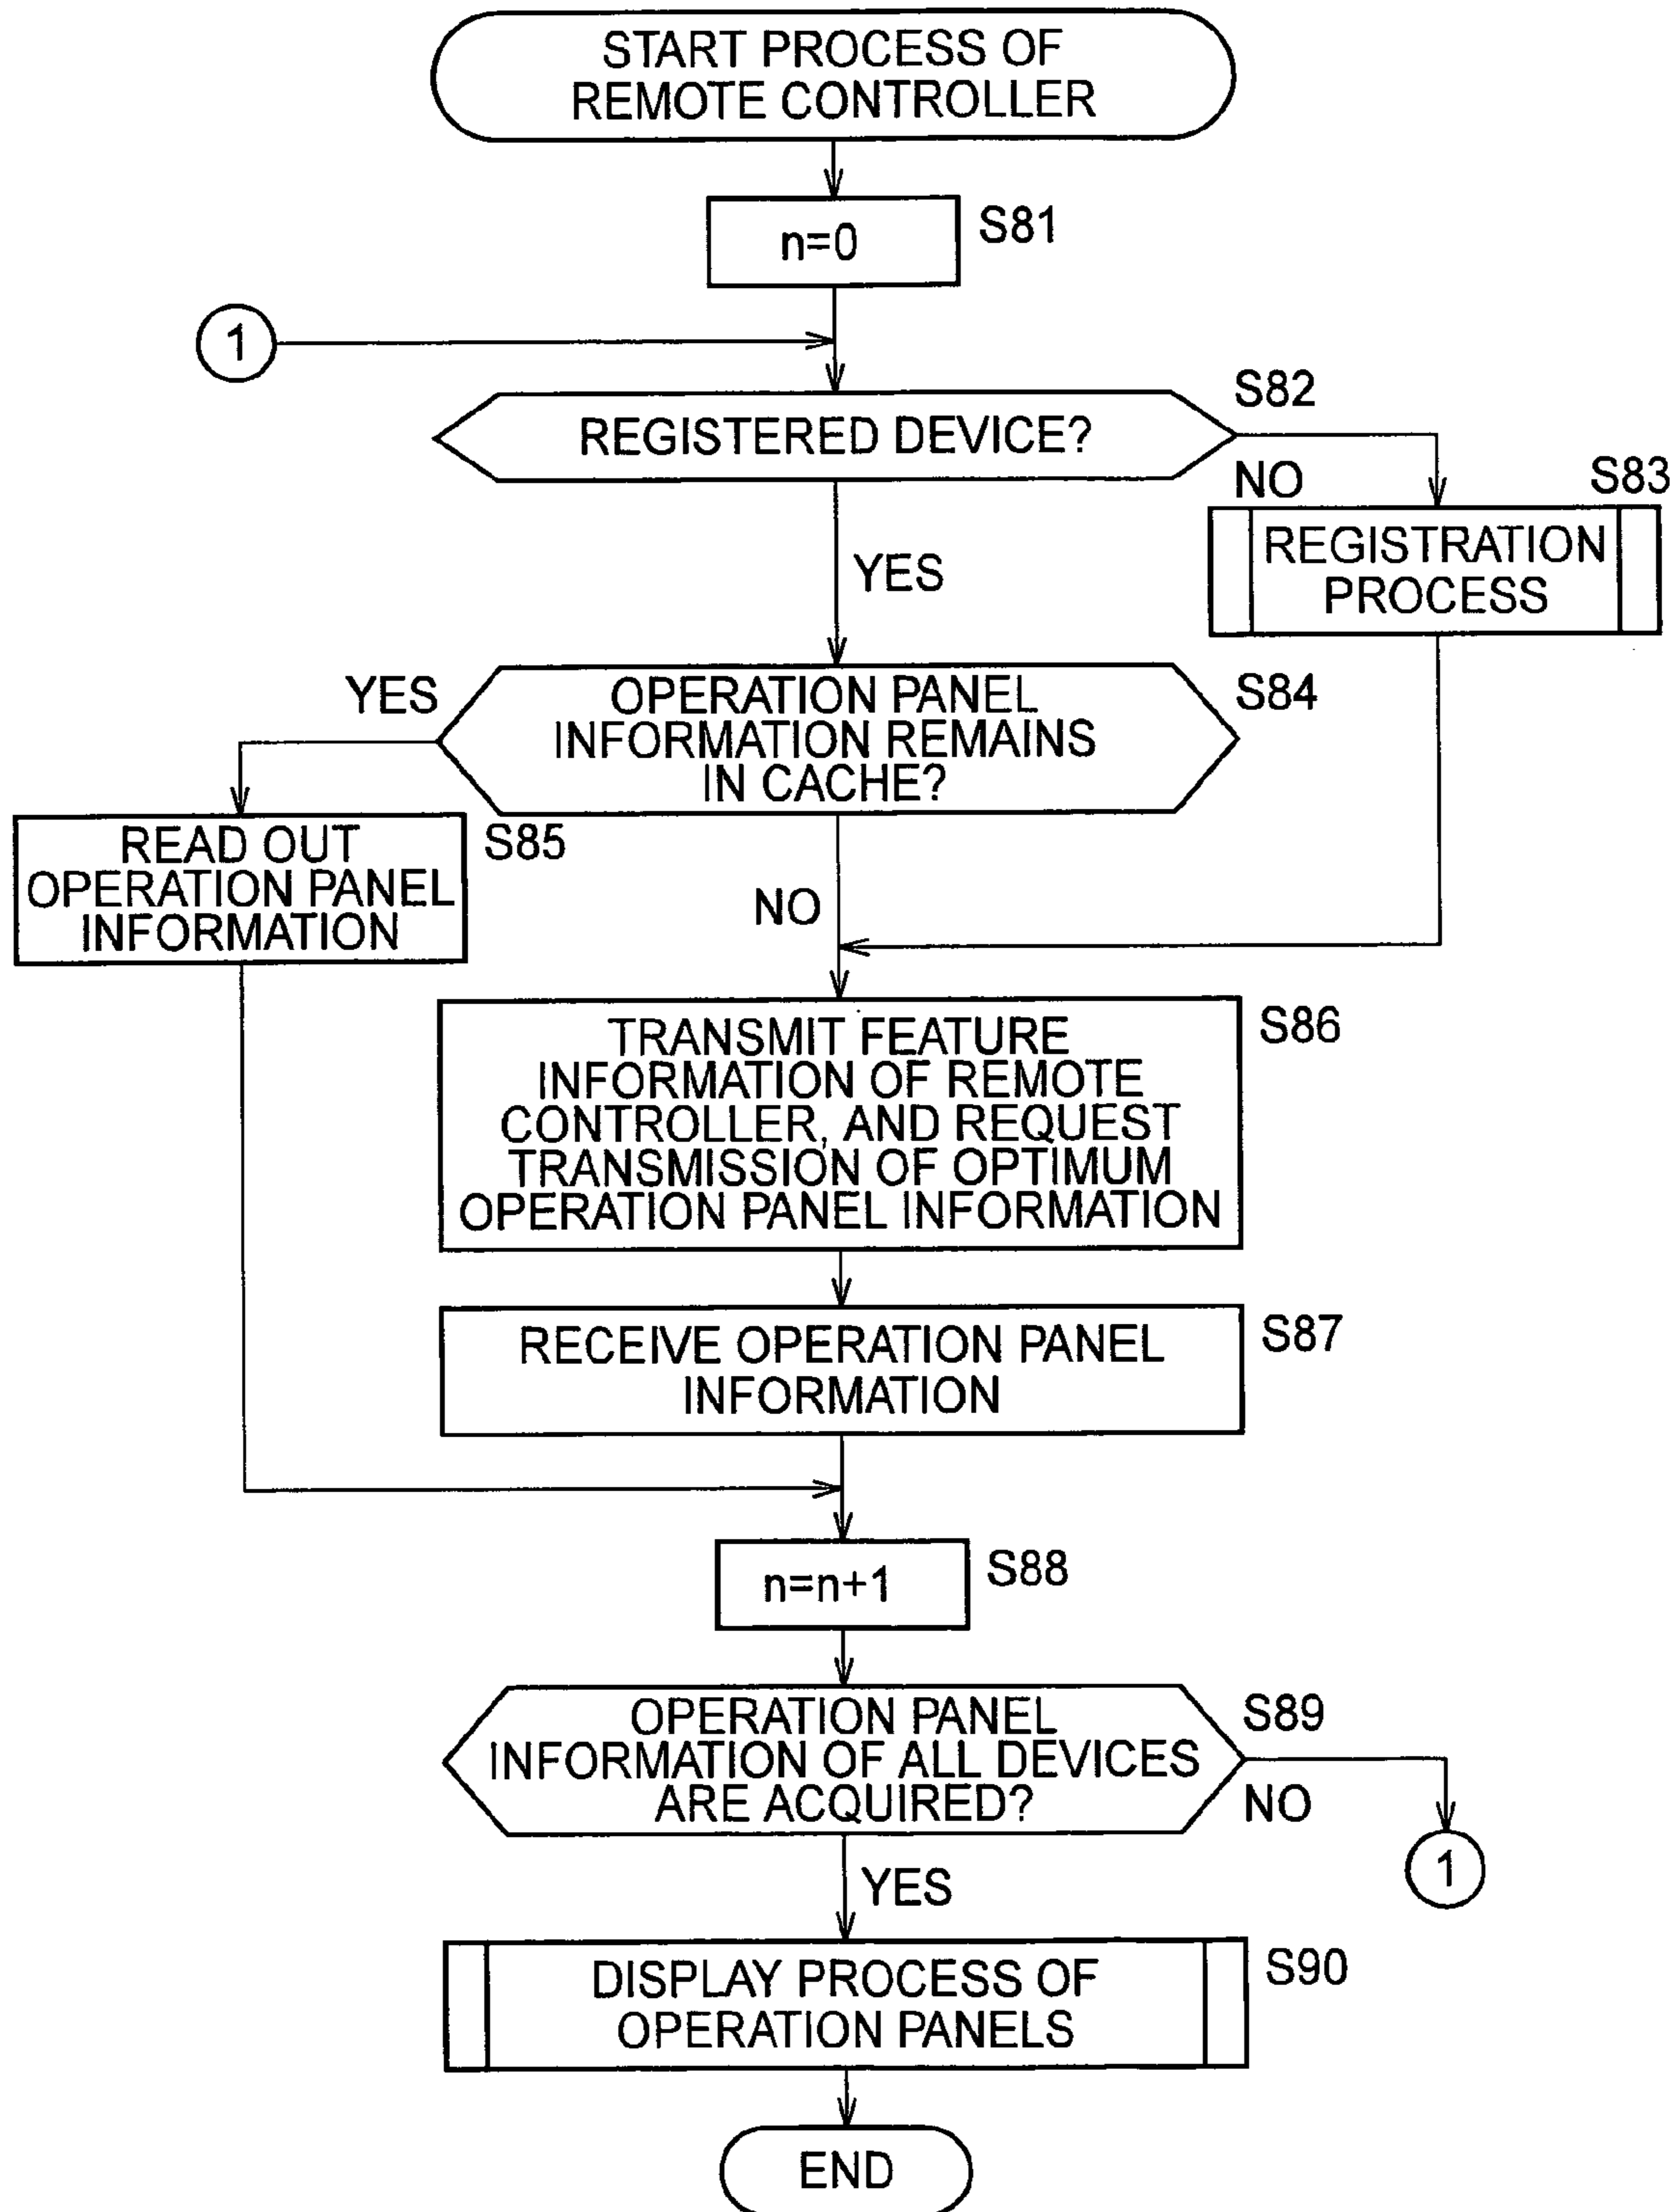 START PROCESS OF
REMOTE CONTROLLER
n=0
S81
1
REGISTERED DEVICE?
S82
NO
S83
REGISTRATION
PROCESS
YES
YES
OPERATION PANEL
INFORMATION REMAINS
IN CACHE?
S84
READ OUT
OPERATION PANEL
INFORMATION
S85
NO
TRANSMIT FEATURE
INFORMATION OF REMOTE
CONTROLLER, AND REQUEST
TRANSMISSION OF OPTIMUM
OPERATION PANEL INFORMATION
S86
RECEIVE OPERATION PANEL
INFORMATION
S87
n=n+1
S88
OPERATION PANEL
INFORMATION OF ALL DEVICES
ARE ACQUIRED?
S89
NO
1
YES
DISPLAY PROCESS OF
OPERATION PANELS
S90
END